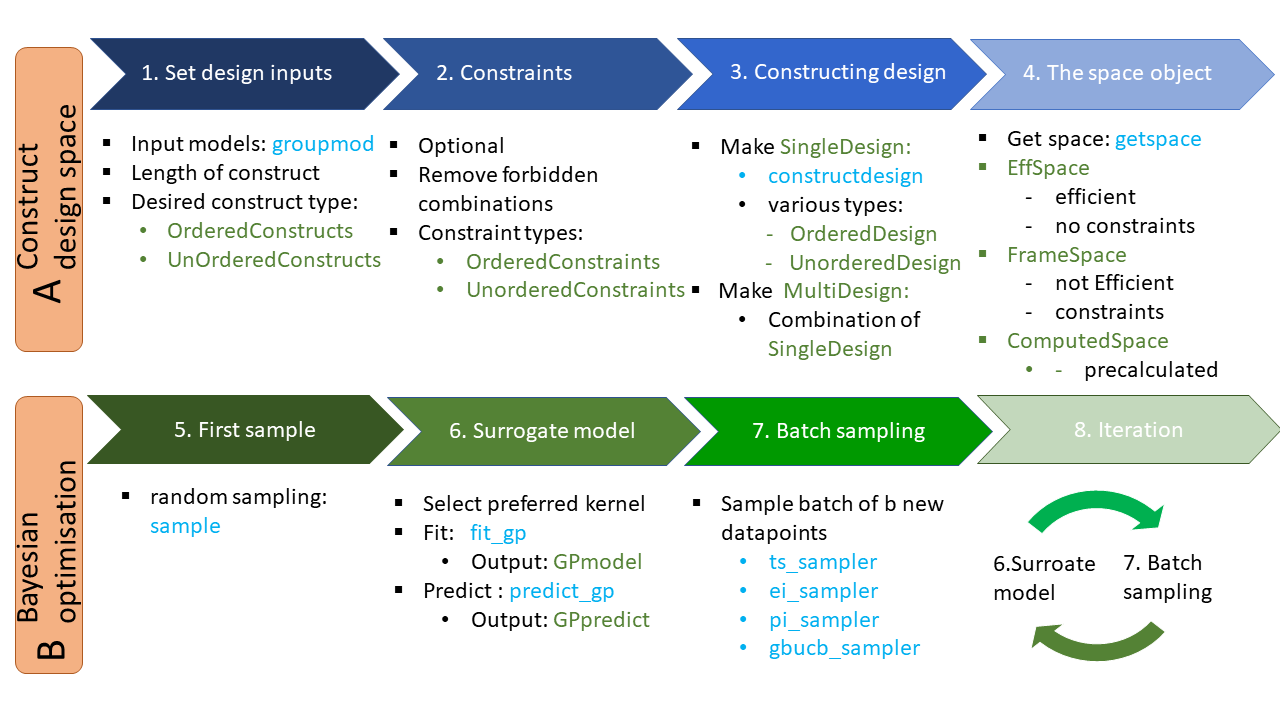 A Construct
design space
1. Set design inputs
▪ Input models: groupmod
▪ Length of construct
▪ Desired construct type:
• OrderedConstructs
• UnOrderedConstructs
2. Constraints
▪ Optional
▪ Remove forbidden
combinations
▪ Constraint types:
• OrderedConstraints
• UnorderedConstraints
3. Constructing design
▪ Make SingleDesign:
• constructdesign
• various types:
- OrderedDesign
- UnorderedDesign
▪ Make MultiDesign:
• Combination of
SingleDesign
4. The space object
▪ Get space: getspace
▪ EffSpace
- efficient
- no constraints
▪ FrameSpace
- not Efficient
- constraints
▪ ComputedSpace
• - precalculated
B Bayesian
optimisation
5. First sample
▪ random sampling:
sample
6. Surrogate model
▪ Select preferred kernel
▪ Fit: fit_gp
• Output: GPmodel
▪ Predict : predict_gp
• Output: GPpredict
7. Batch sampling
▪ Sample batch of b new
datapoints
• ts_sampler
• ei_sampler
• pi_sampler
• gbucb_sampler
8. Iteration
6.Surroate
model
7. Batch
sampling